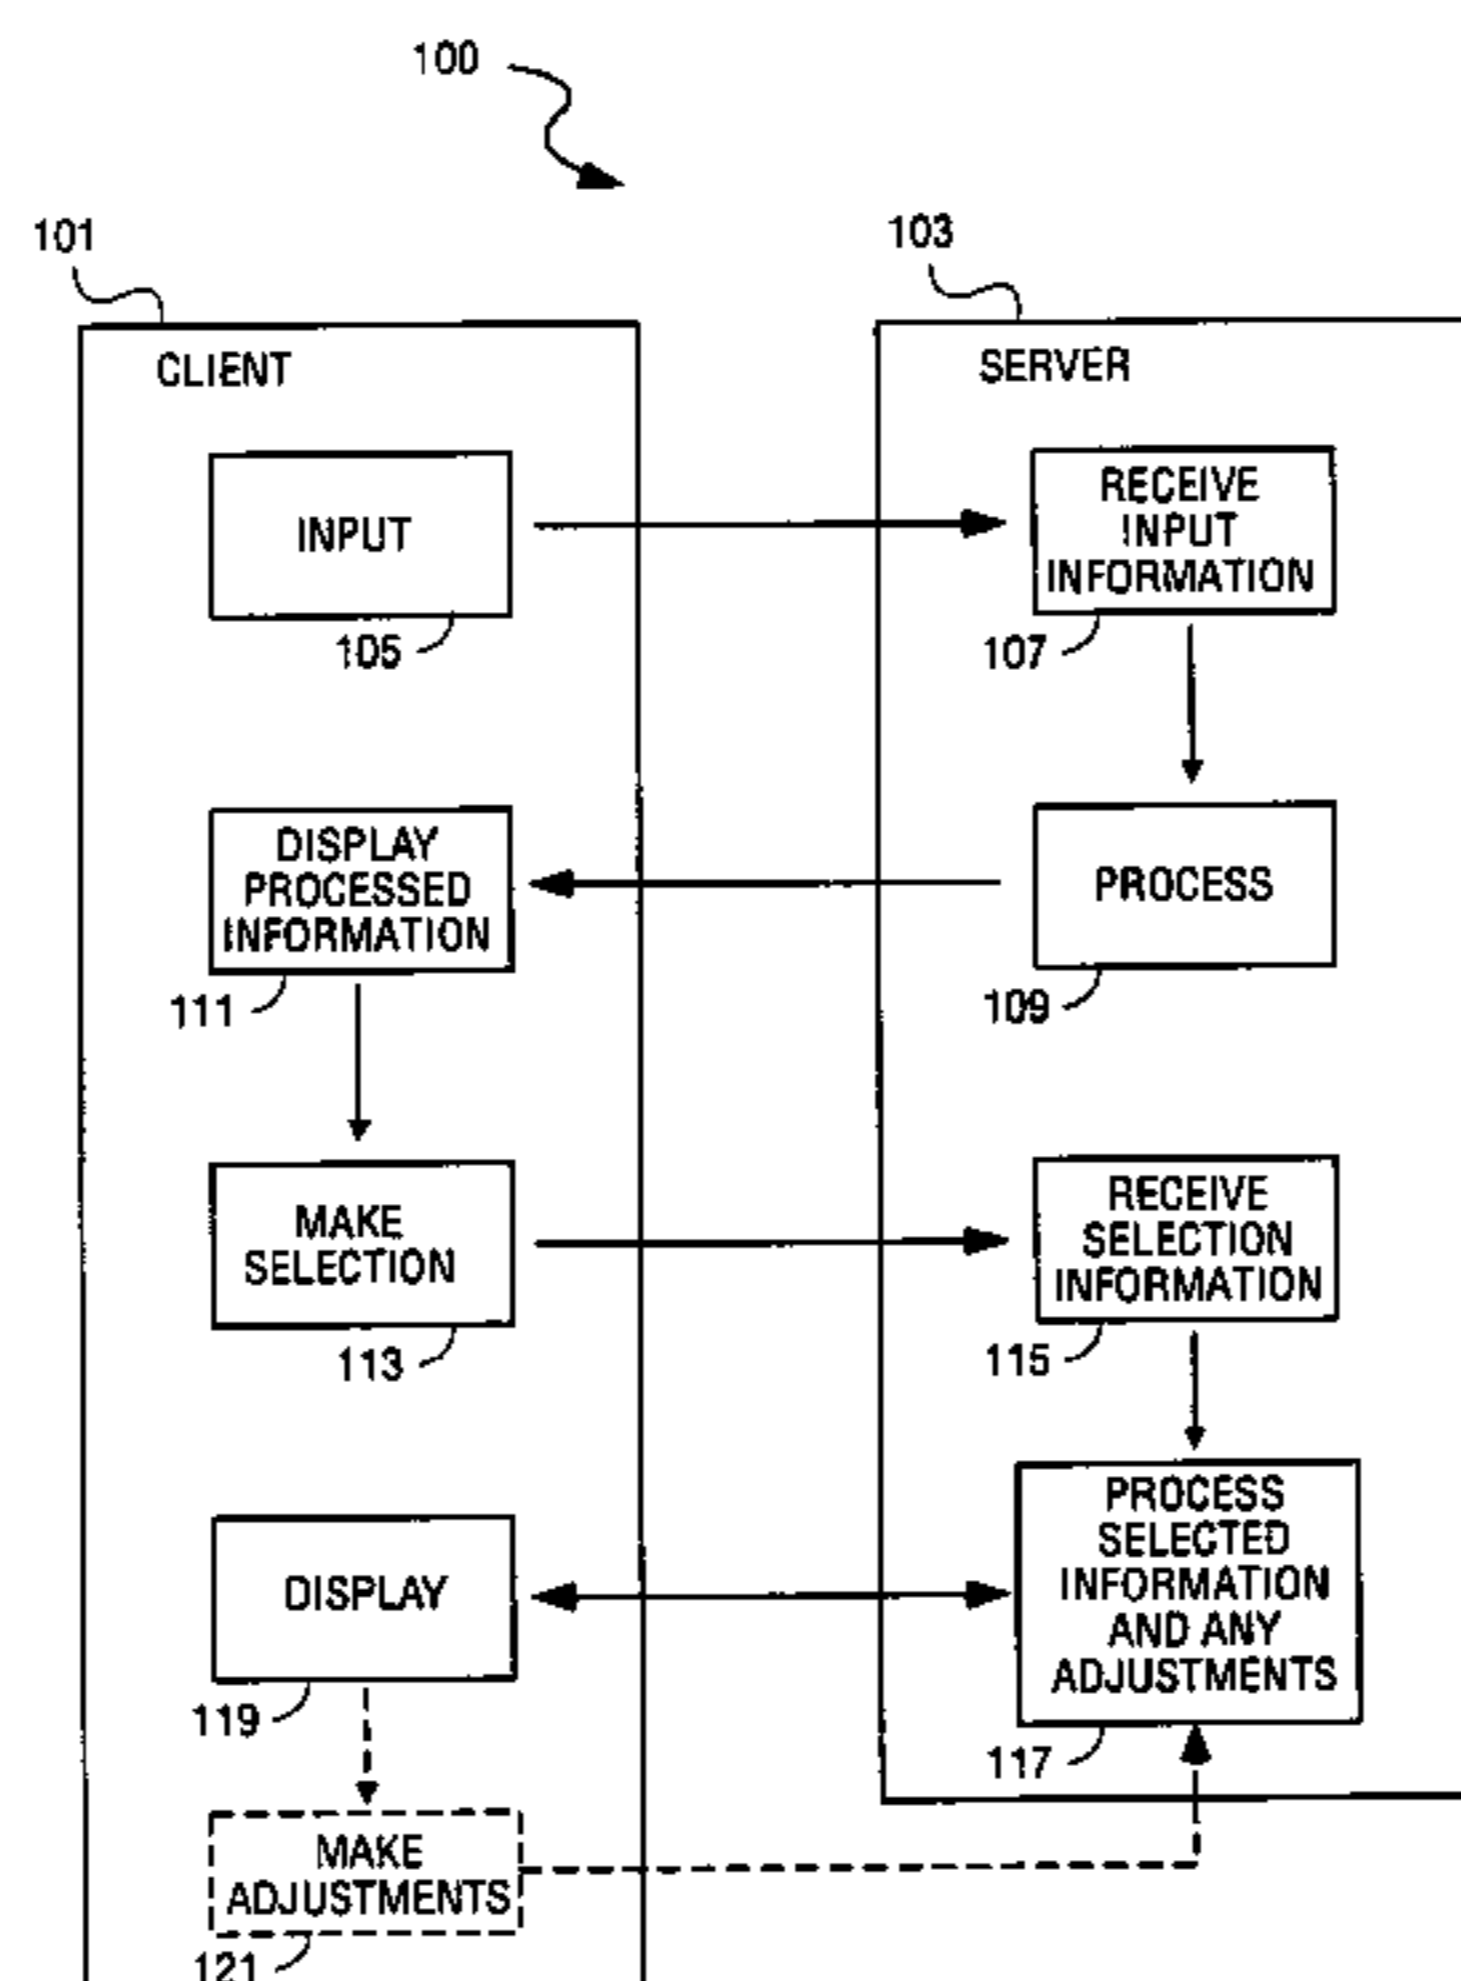 100
101
103
CLIENT
SERVER
INPUT
105
RECEIVE
INPUT
INFORMATION
107
DISPLAY
PROCESSED
INFORMATION
111
PROCESS
109
MAKE
SELECTION
113
RECEIVE
SELECTION
INFORMATION
115
DISPLAY
119
PROCESS
SELECTED
INFORMATION
AND ANY
ADJUSTMENTS
117
MAKE
ADJUSTMENTS
121